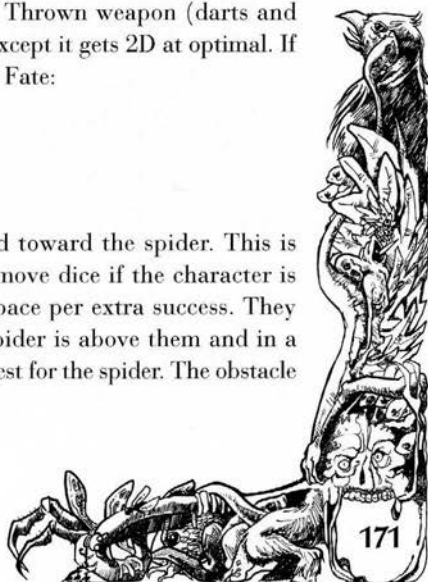 Thrown weapon (darts and
xcept it gets 2D at optimal. If
Fate:
d toward the spider. This is
move dice if the character is
pace per extra success. They
pider is above them and in a
est for the spider. The obstacle
171